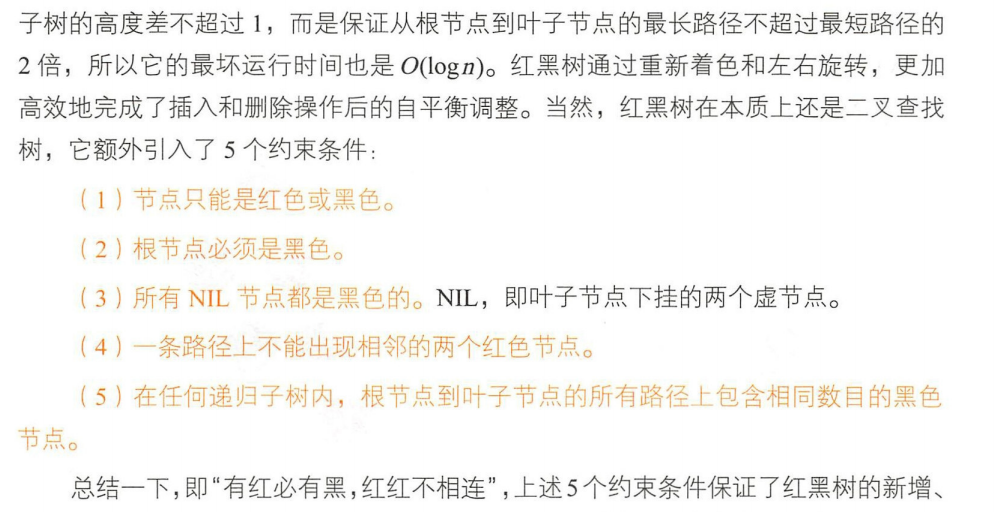 子树的高度差不超过 1，而是保证从根节点到叶子节点的最长路径不超过最短路径的
2 倍，所以它的最坏运行时间也是 O(logn)。红黑树通过重新着色和左右旋转，更加
高效地完成了插入和删除操作后的自平衡调整。当然，红黑树在本质上还是二叉查找
树，它额外引入了 5 个约束条件：
（1）节点只能是红色或黑色。
（2）根节点必须是黑色。
（3）所有 NIL 节点都是黑色的。NIL，即叶子节点下挂的两个虚节点。
（4）一条路径上不能出现相邻的两个红色节点。
（5）在任何递归子树内，根节点到叶子节点的所有路径上包含相同数目的黑色
节点。
总结一下，即“有红必有黑，红红不相连”，上述5个约束条件保证了红黑树的新增、